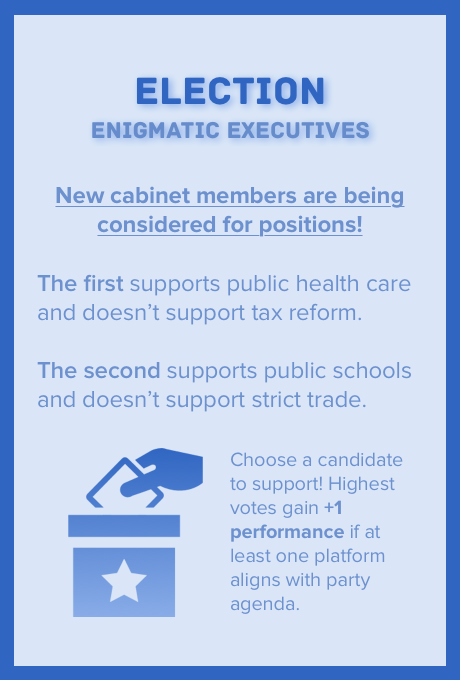 ELECTION
ENIGMATIC EXECUTIVES
New cabinet members are being
considered for positions!
The first supports public health care
and doesn’t support tax reform.
The second supports public schools
and doesn’t support strict trade.
Choose a candidate
to support! Highest
votes gain +1
performance if at
least one platform
aligns with party
agenda.